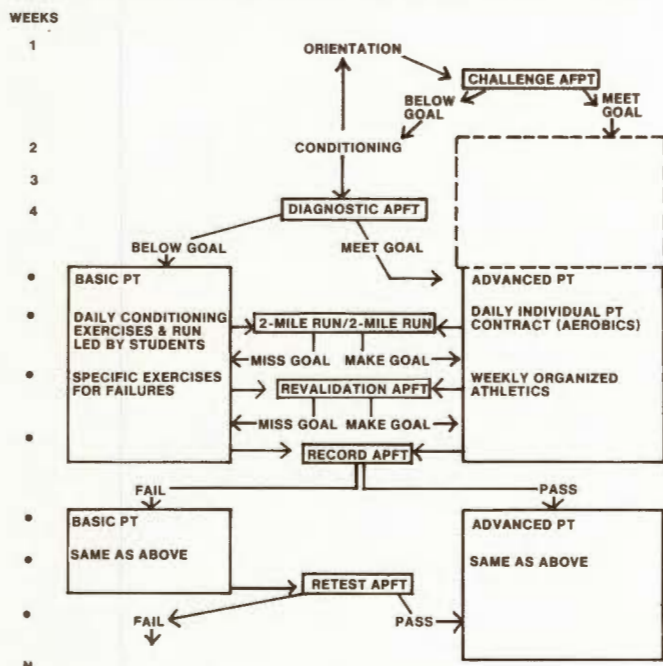 WEEKS
1
ORIENTATION
CHALLENGE AFPT
BELOW GOAL
MEET GOAL
2
CONDITIONING
3
4
DIAGNOSTIC APFT
BELOW GOAL
MEET GOAL
BASIC PT
ADVANCED PT
DAILY CONDITIONING
EXERCISES & RUN
LED BY STUDENTS
2-MILE RUN/2-MILE RUN
DAILY INDIVIDUAL PT
CONTRACT (AEROBICS)
MISS GOAL
MAKE GOAL
SPECIFIC EXERCISES
FOR FAILURES
REVALIDATION APFT
WEEKLY ORGANIZED
ATHLETICS
MISS GOAL
MAKE GOAL
RECORD APFT
FAIL
PASS
BASIC PT
ADVANCED PT
SAME AS ABOVE
SAME AS ABOVE
RETEST APFT
FAIL
PASS